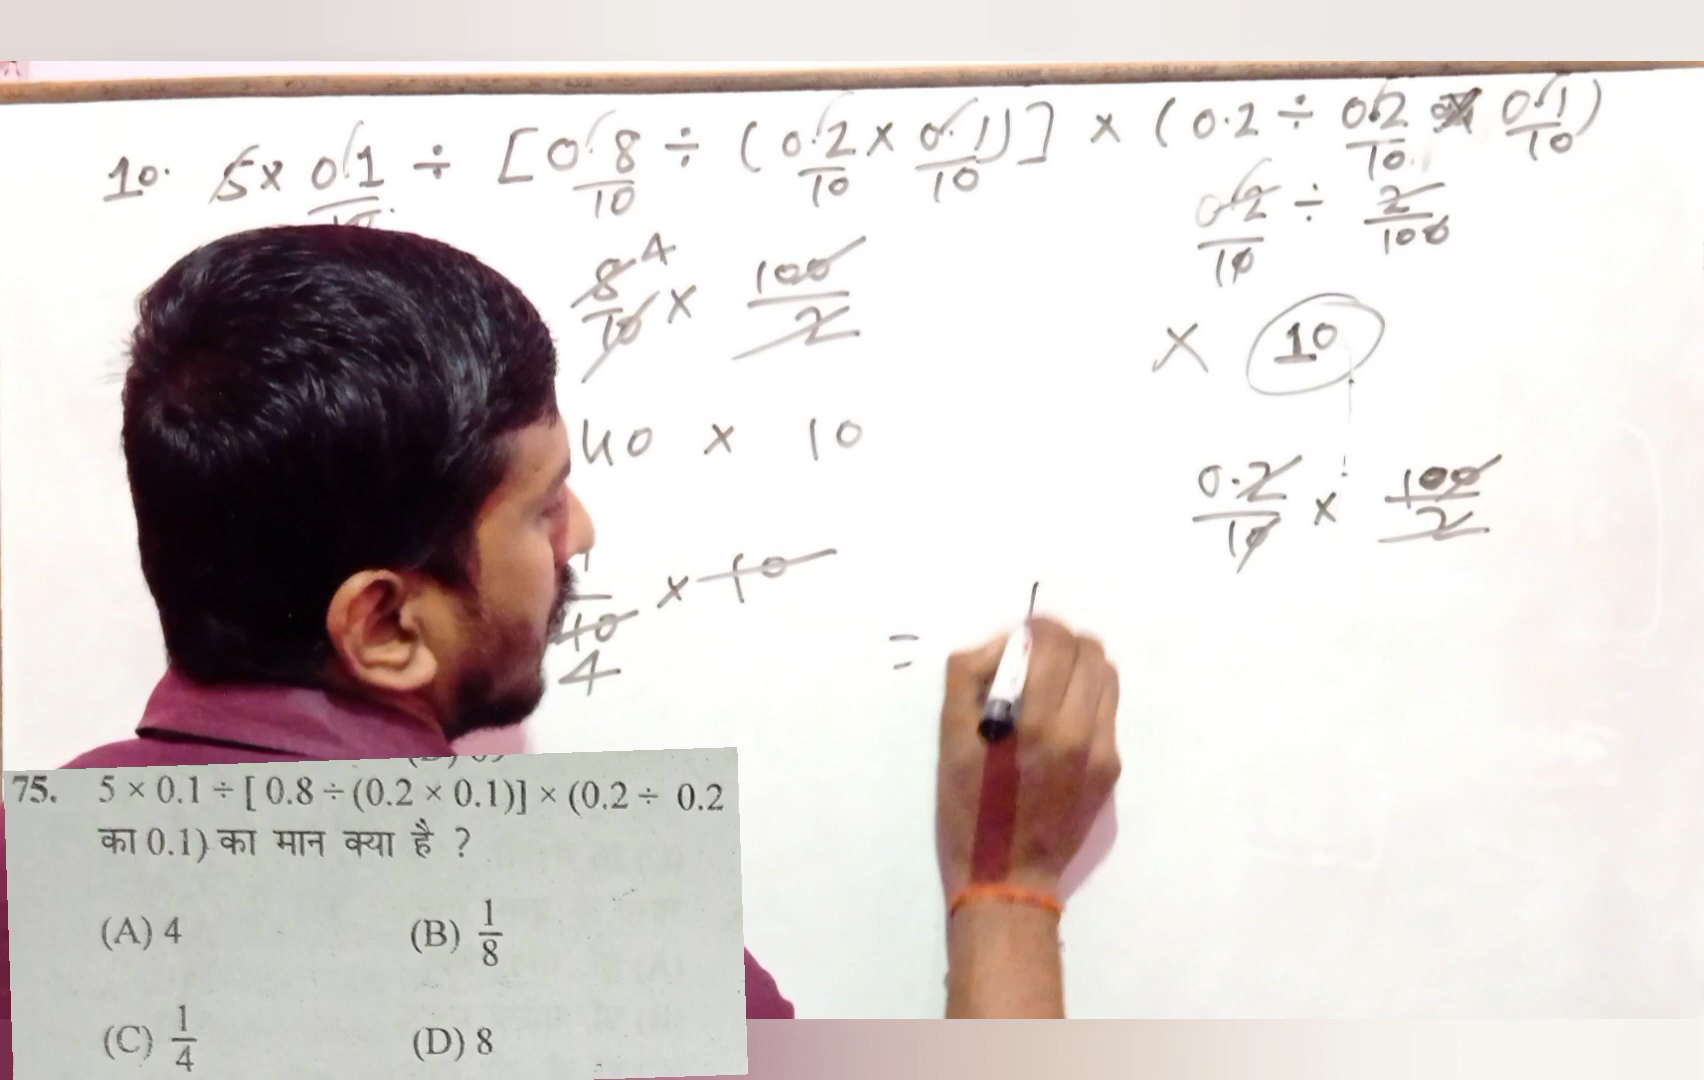 10. 5 × 0.1 ÷ [ 0.8 ÷ ( 0.2 × 0.1 ) ] × ( 0.2 ÷ 0.2 0.1 )
10 10 10 10 10
0.2 ÷ 2
10 100
8 4 × 100
10 2
× 10
40 × 10
0.2 × 100
10 2
1 × 10
40
4
=
75. 5 × 0.1 ÷ [ 0.8 ÷ (0.2 × 0.1)] × (0.2 ÷ 0.2
का 0.1) का मान क्या है ?
(A) 4 (B) 1/8
(C) 1/4 (D) 8